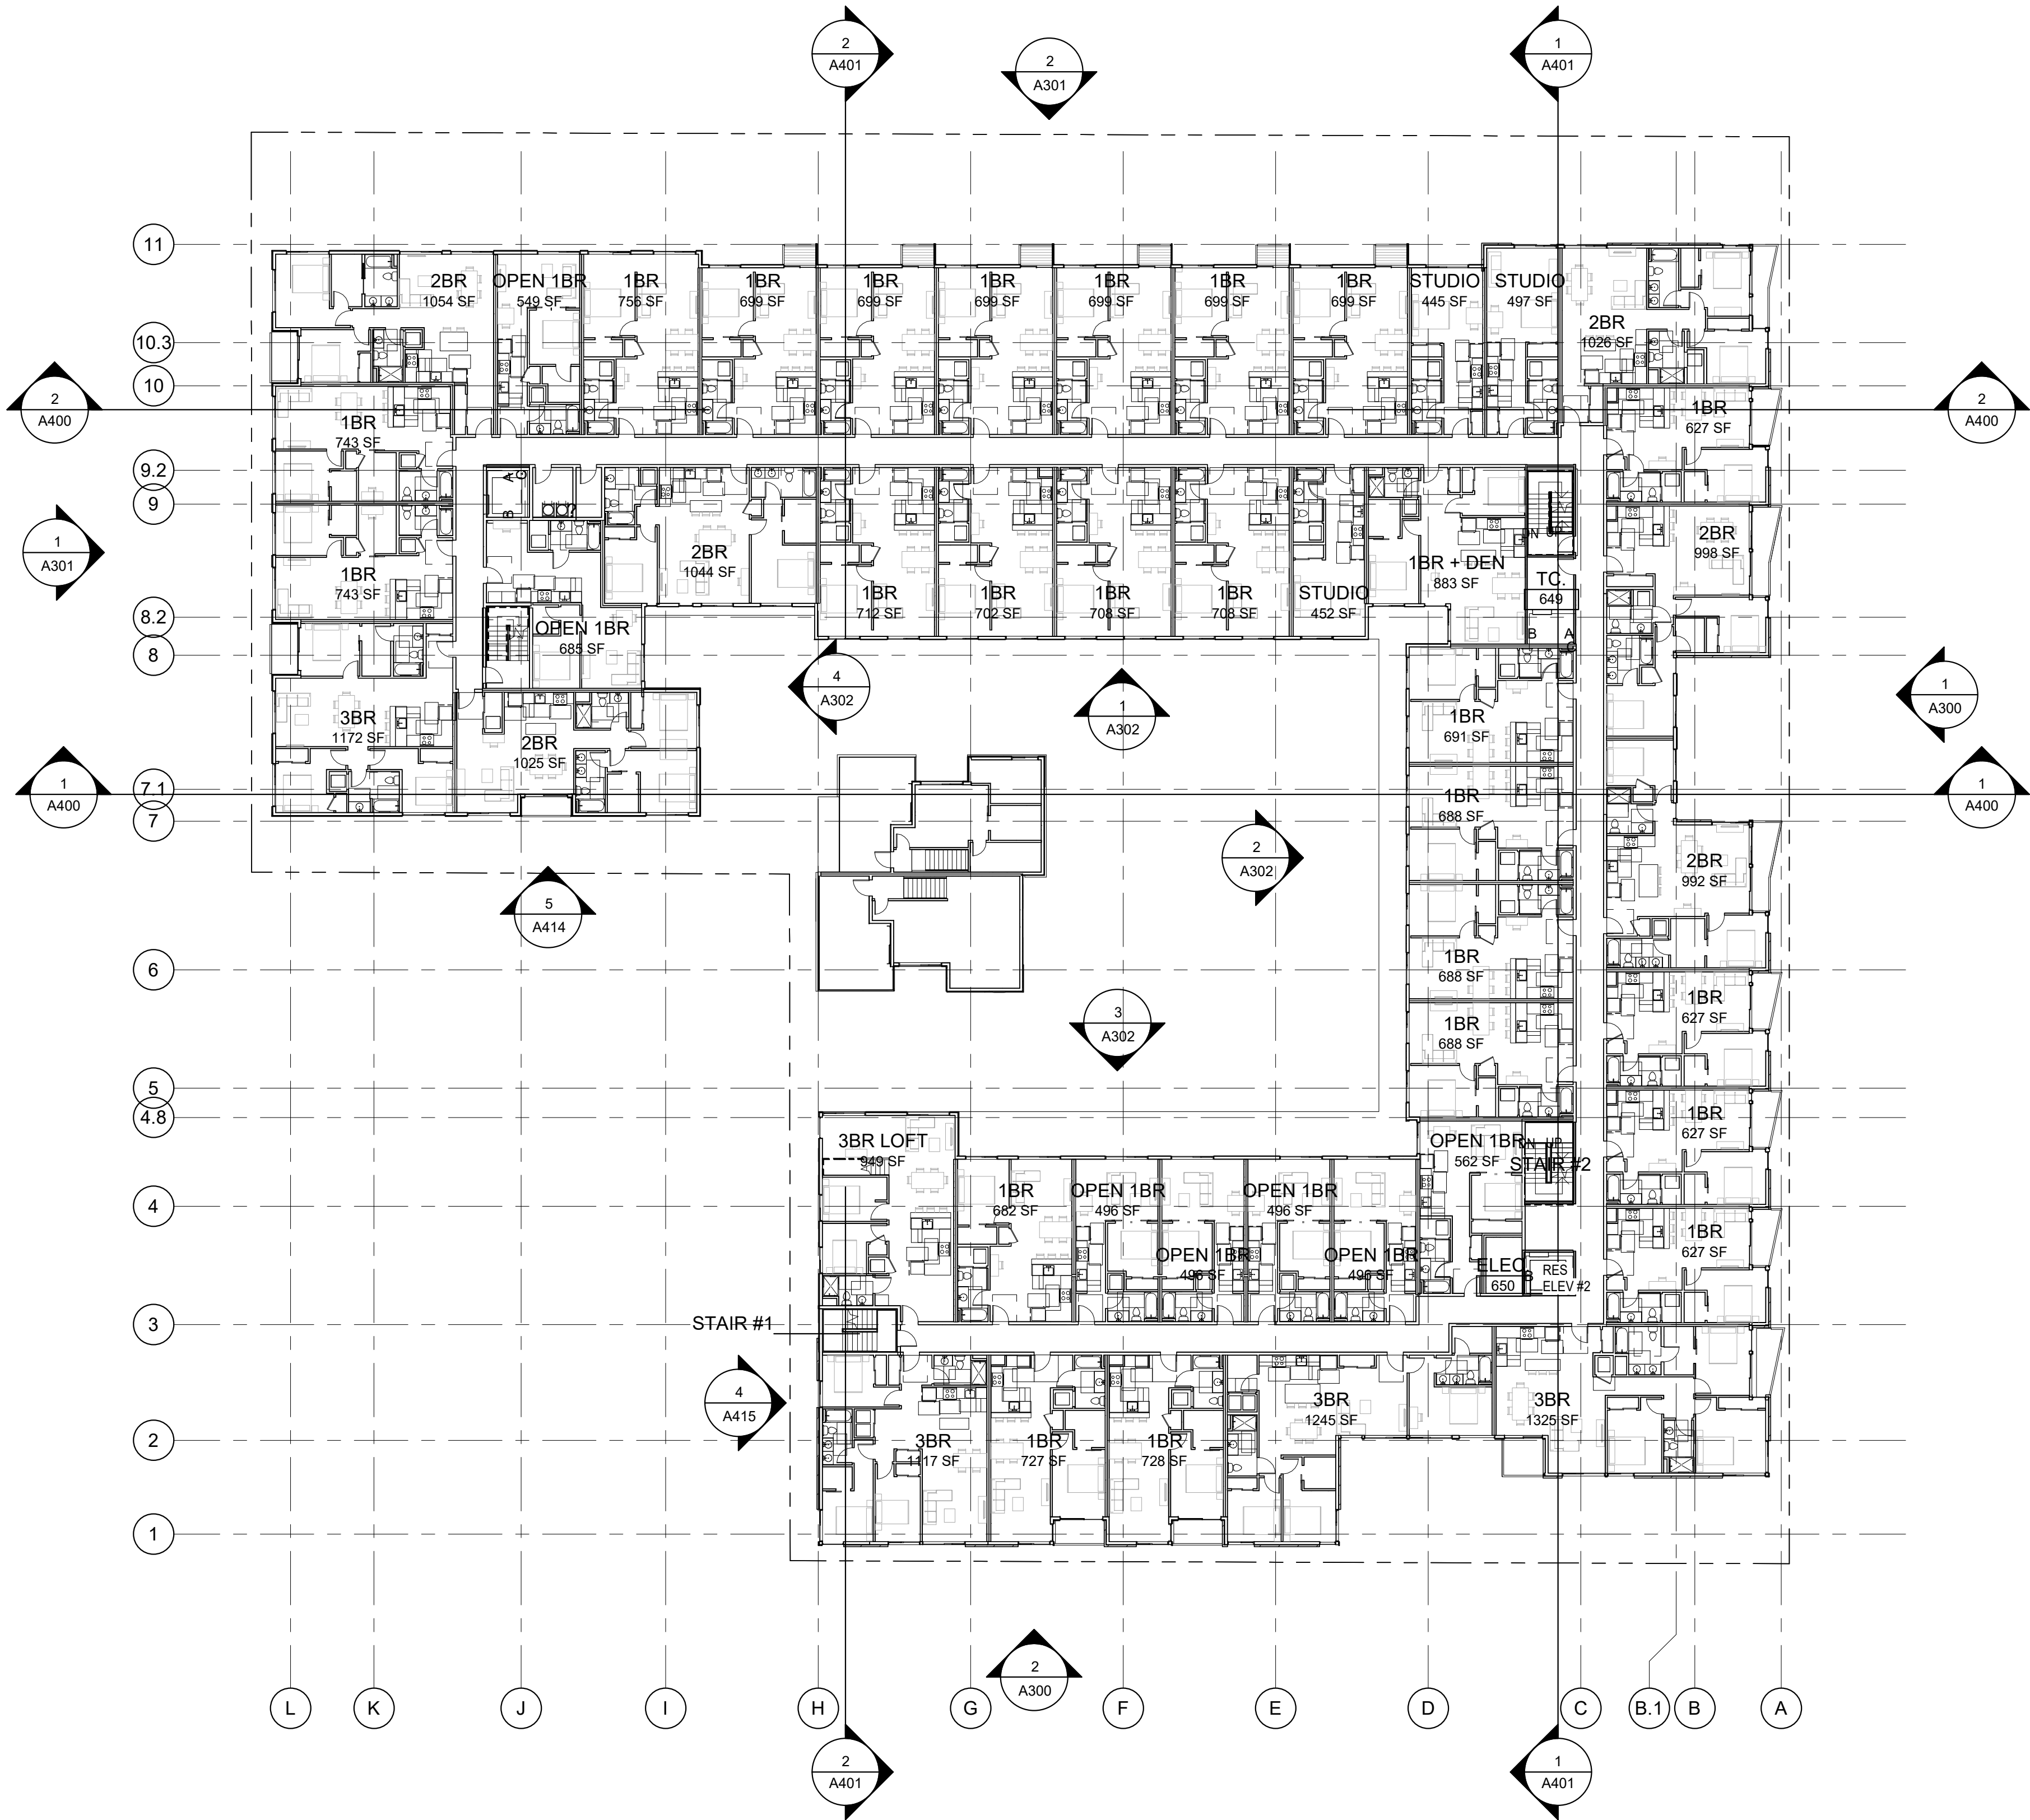 2
A401
2
A301
1
A401
11
2BR
1054 SF
OPEN 1BR
549 SF
1BR
756 SF
1BR
699 SF
1BR
699 SF
1BR
699 SF
1BR
699 SF
1BR
699 SF
1BR
699 SF
STUDIO
445 SF
STUDIO
497 SF
2BR
1026 SF
10.3
10
2
A400
2
A400
1BR
743 SF
1BR
627 SF
9.2
9
A
C
B
1
A301
2BR
1044 SF
1BR + DEN
883 SF
DN UP
2BR
998 SF
1BR
743 SF
1BR
712 SF
1BR
702 SF
1BR
708 SF
1BR
708 SF
STUDIO
452 SF
TC.
649
B
A
C
8.2
8
OPEN 1BR
685 SF
4
A302
1
A302
1
A300
3BR
1172 SF
2BR
1025 SF
1BR
691 SF
1
A400
7.1
7
1BR
688 SF
1
A400
2
A302
2BR
992 SF
5
A414
6
1BR
688 SF
1BR
627 SF
3
A302
1BR
688 SF
5
4.8
3BR LOFT
949 SF
OPEN 1BR
562 SF
DN UP
STAIR #2
1BR
627 SF
4
1BR
682 SF
OPEN 1BR
496 SF
OPEN 1BR
496 SF
OPEN 1BR
496 SF
OPEN 1BR
496 SF
ELEC.
650
B
RES
ELEV #2
1BR
627 SF
3
STAIR #1
4
A415
3BR
1245 SF
3BR
1325 SF
2
3BR
1117 SF
1BR
727 SF
1BR
728 SF
1
2
A300
L
K
J
I
H
G
F
E
D
C
B.1
B
A
2
A401
1
A401